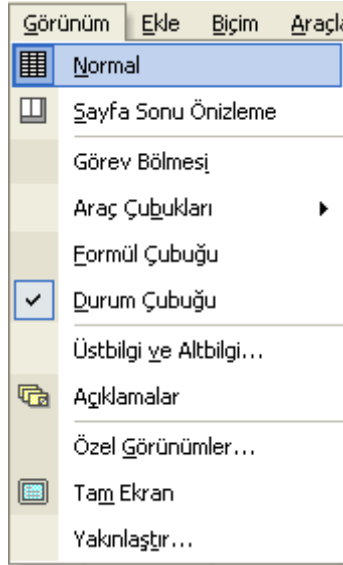 Görünüm Ekle Biçim Araçla
Normal
Sayfa Sonu Önizleme
Görev Bölmesi
Araç Çubukları
Formül Çubuğu
Durum Çubuğu
Üstbilgi ve Altbilgi...
Açıklamalar
Özel Görünümler...
Tam Ekran
Yakınlaştır...